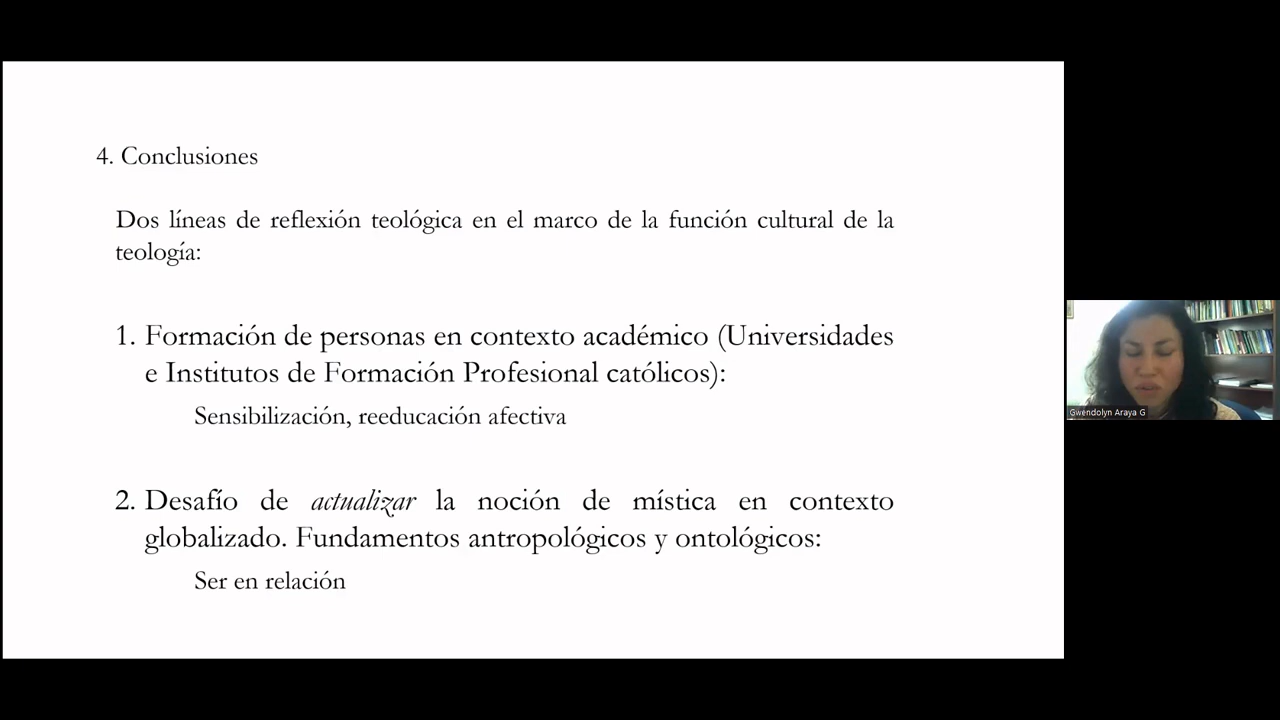 4. Conclusiones
Dos líneas de reflexión teológica en el marco de la función cultural de la
teología:
1. Formación de personas en contexto académico (Universidades
e Institutos de Formación Profesional católicos):
Sensibilización, reeducación afectiva
2. Desafío de actualizar la noción de mística en contexto
globalizado. Fundamentos antropológicos y ontológicos:
Ser en relación
Gwendolyn Araya G